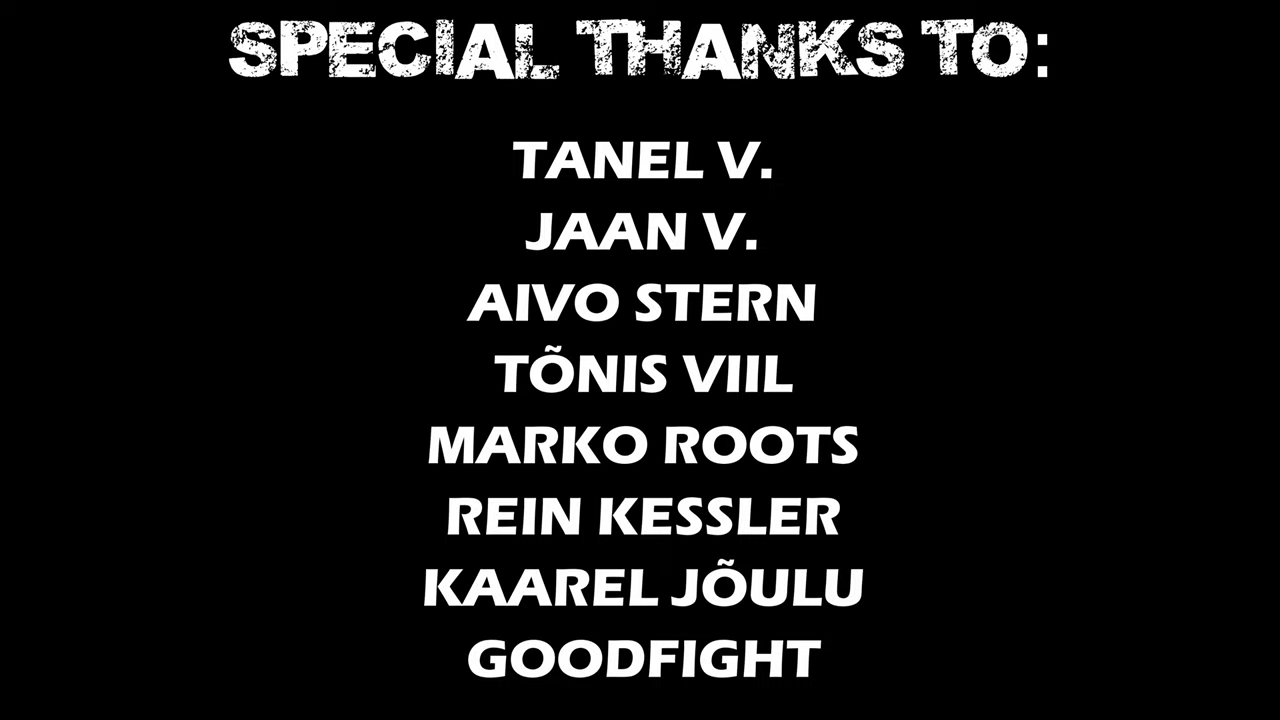 SPECIAL THANKS TO:
TANEL V.
JAAN V.
AIVO STERN
TÕNIS VIIL
MARKO ROOTS
REIN KESSLER
KAAREL JÕULU
GOODFIGHT